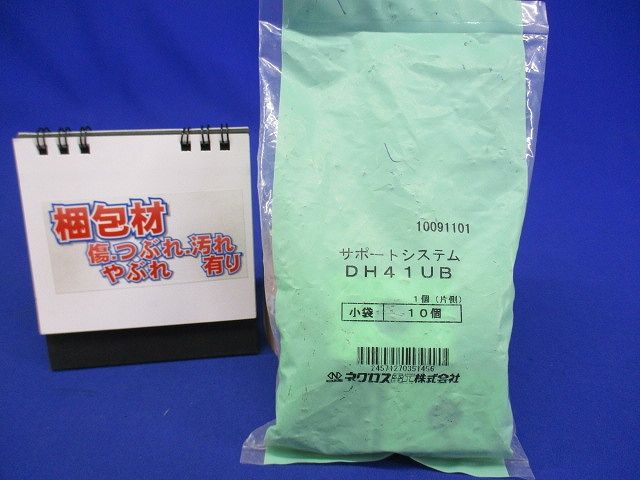 梱包材
傷.つぶれ.汚れ
やぶれ 有り
10091101
サポートシステム
DH41UB
1個(片側)
小袋 10個
ネグロス電工株式会社